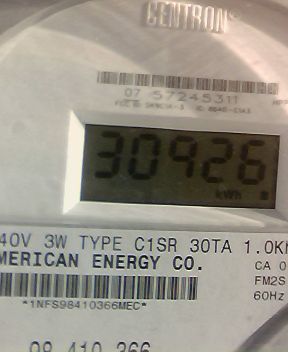 CENTRON®
07 57245311
30926
kWh
40V 3W TYPE C1SR 30TA 1.0K
MERICAN ENERGY CO.
CA 0
FM2S
60Hz
*1NFS98410366MEC*
98 410 366